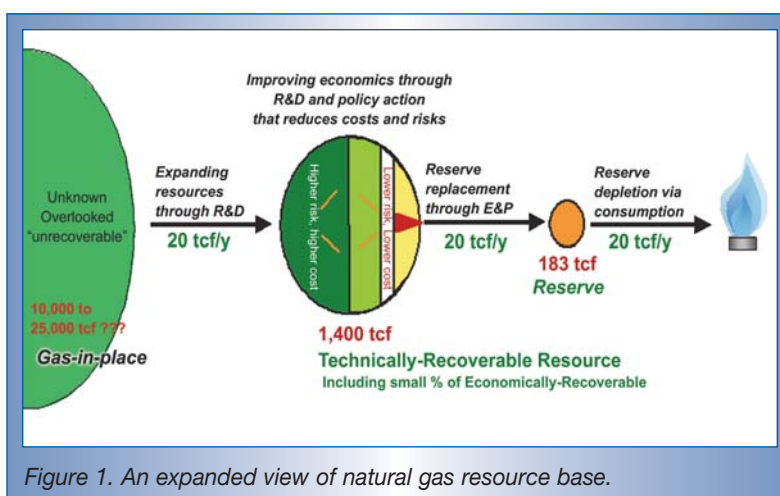 Improving economics through
R&D and policy action
that reduces costs and risks
Unknown
Overlooked
"unrecoverable"
10,000 to
25,000 tcf ???
Gas-in-place
Expanding
resources
through R&D
20 tcf/y
Higher risk, higher cost
Lower risk, Lower cost
1,400 tcf
Technically-Recoverable Resource
Including small % of Economically-Recoverable
Reserve
replacement
through E&P
20 tcf/y
183 tcf
Reserve
Reserve
depletion via
consumption
20 tcf/y
Figure 1. An expanded view of natural gas resource base.